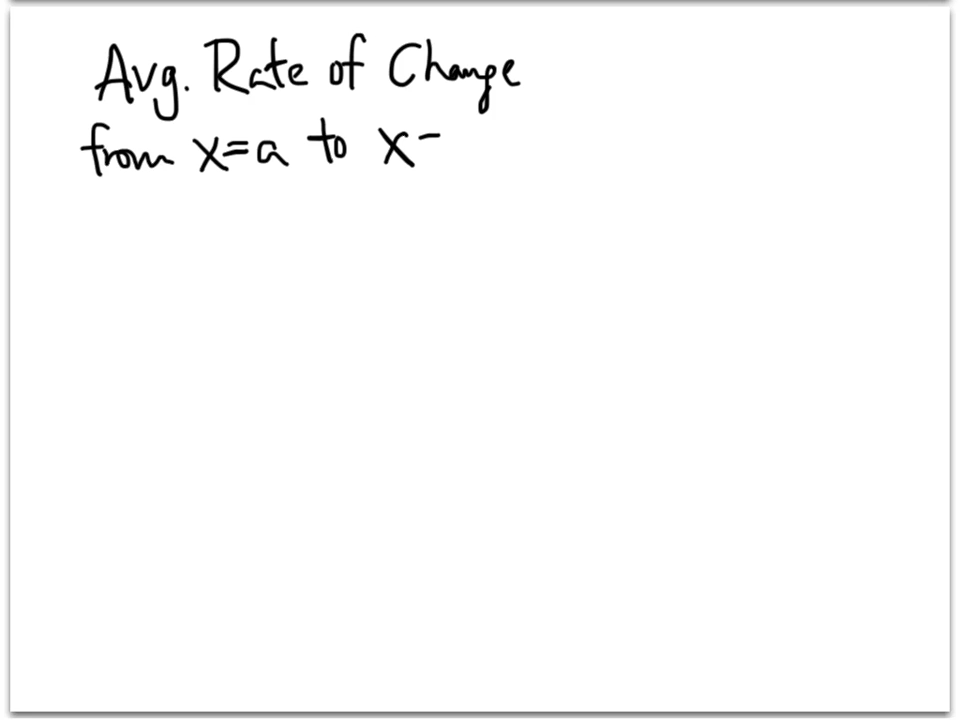 Avg. Rate of Change
from x=a to x-